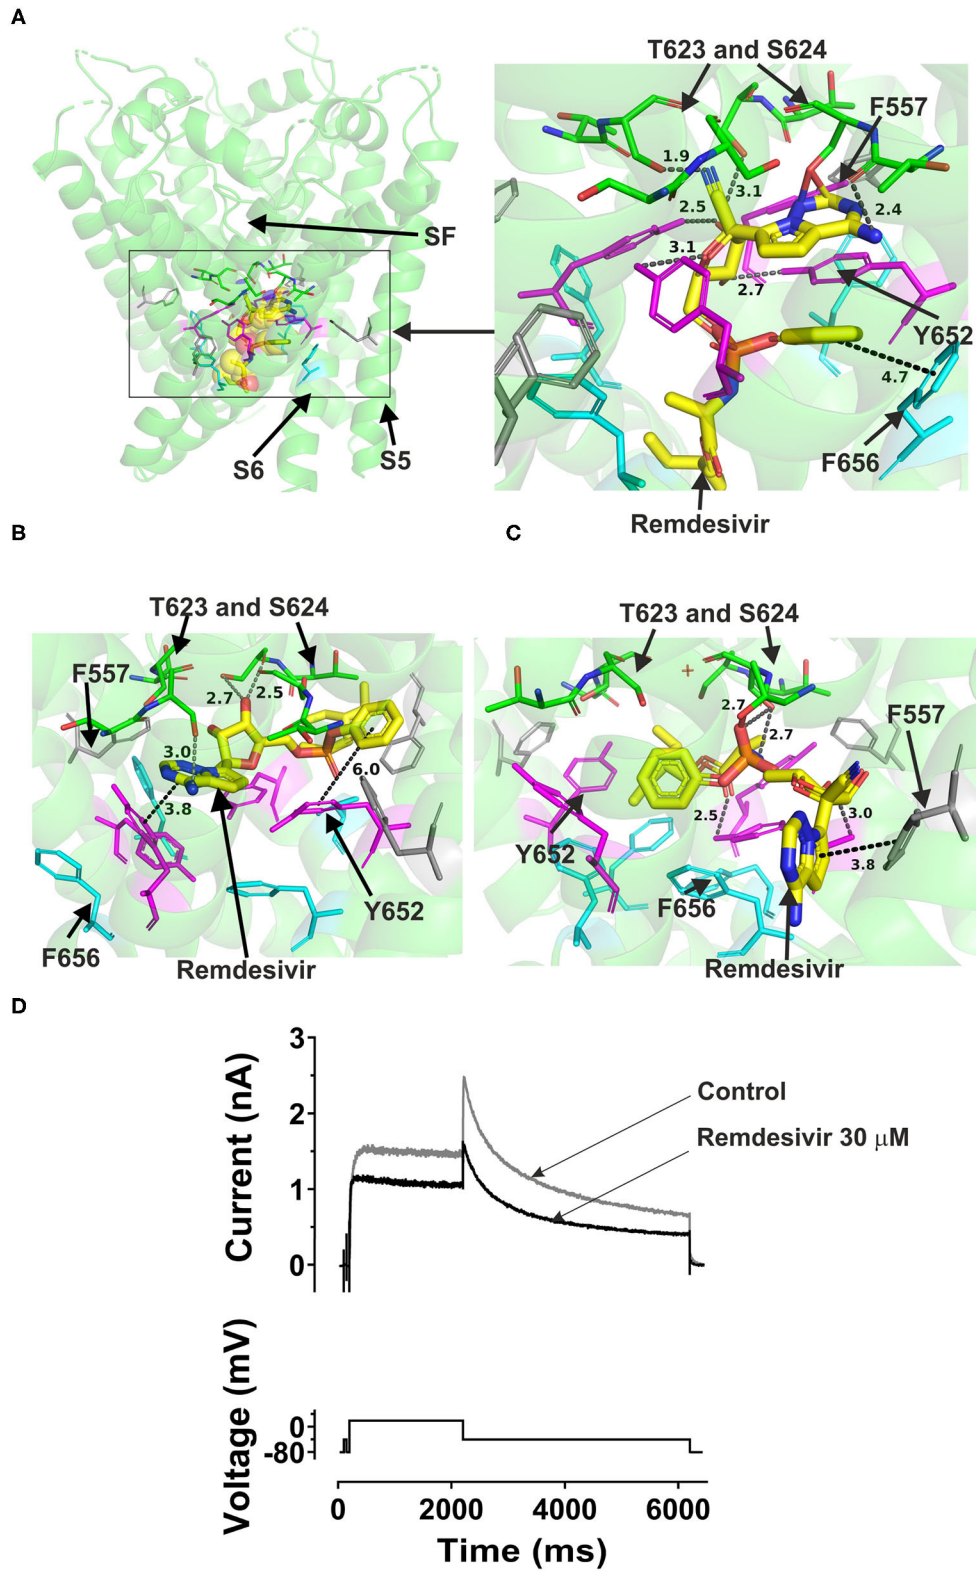 A
T623 and S624
F557
1.9
3.1
2.5
2.4
SF
3.1
2.7
Y652
4.7
S6
S5
F656
Remdesivir
B
C
T623 and S624
T623 and S624
F557
2.7
2.5
2.7
F557
3.0
2.7
6.0
3.8
2.5
3.0
Y652
3.8
Y652
F656
F656
Remdesivir
Remdesivir
D
3
2
1
0
Current (nA)
Control
Remdesivir 30 μM
Voltage (mV)
0
-80
0 2000 4000 6000
Time (ms)